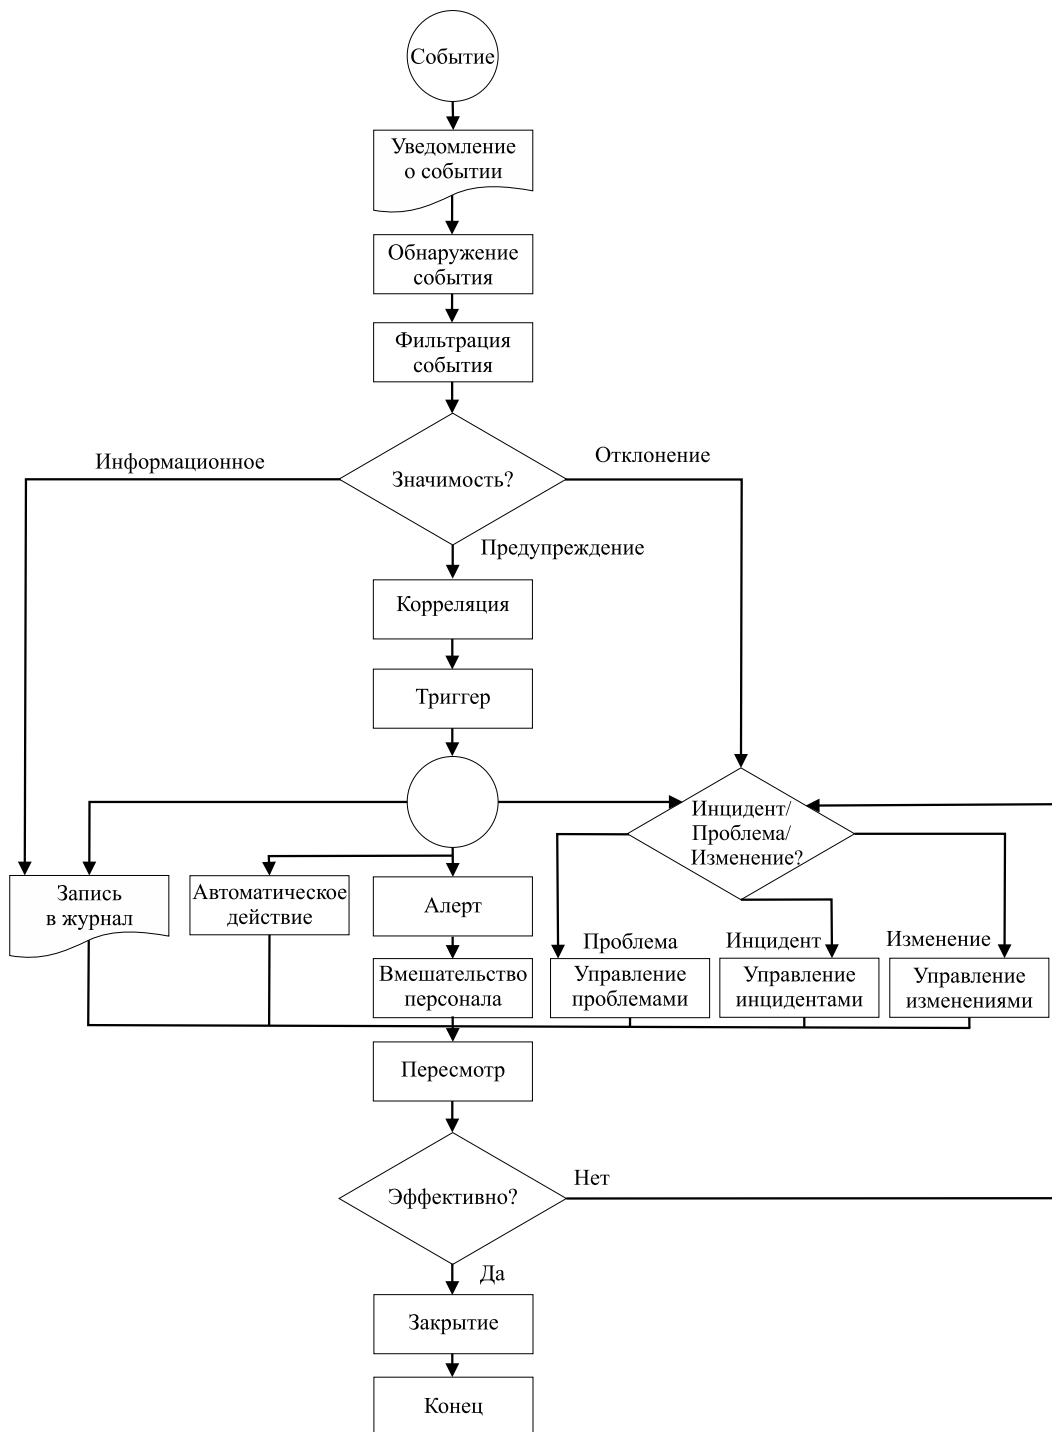 Событие
Уведомление
о событии
Обнаружение
события
Фильтрация
события
Информационное
Значимость?
Отклонение
Предупреждение
Корреляция
Триггер
Инцидент/
Проблема/
Изменение?
Запись
в журнал
Автоматическое
действие
Алерт
Проблема
Инцидент
Изменение
Вмешательство
персонала
Управление
проблемами
Управление
инцидентами
Управление
изменениями
Пересмотр
Эффективно?
Нет
Да
Закрытие
Конец